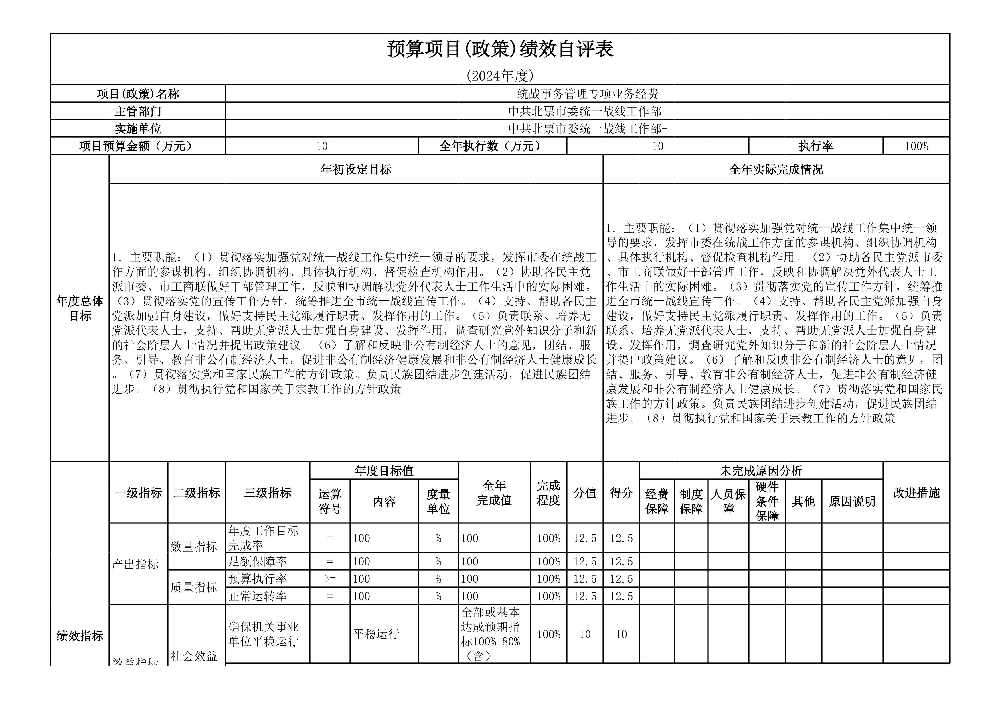 预算项目(政策)绩效自评表
(2024年度)
项目(政策)名称 统战事务管理专项业务经费
主管部门 中共北票市委统一战线工作部-
实施单位 中共北票市委统一战线工作部-
项目预算金额（万元） 10 全年执行数（万元） 10 执行率 100%
年度总体
目标
年初设定目标
1. 主要职能：（1）贯彻落实加强党对统一战线工作集中统一领导的要求，发挥市委在统战工
作方面的参谋机构、组织协调机构、具体执行机构、督促检查机构作用。（2）协助各民主党
派市委、市工商联做好干部管理工作，反映和协调解决党外代表人士工作生活中的实际困难。
（3）贯彻落实党的宣传工作方针，统筹推进全市统一战线宣传工作。（4）支持、帮助各民主
党派加强自身建设，做好支持民主党派履行职责、发挥作用的工作。（5）负责联系、培养无
党派代表人士，支持、帮助无党派人士加强自身建设、发挥作用，调查研究党外知识分子和新
的社会阶层人士情况并提出政策建议。（6）了解和反映非公有制经济人士的意见，团结、服
务、引导、教育非公有制经济人士，促进非公有制经济健康发展和非公有制经济人士健康成长
。（7）贯彻落实党和国家民族工作的方针政策。负责民族团结进步创建活动，促进民族团结
进步。（8）贯彻执行党和国家关于宗教工作的方针政策
全年实际完成情况
1. 主要职能：（1）贯彻落实加强党对统一战线工作集中统一领
导的要求，发挥市委在统战工作方面的参谋机构、组织协调机构
、具体执行机构、督促检查机构作用。（2）协助各民主党派市委
、市工商联做好干部管理工作，反映和协调解决党外代表人士工
作生活中的实际困难。（3）贯彻落实党的宣传工作方针，统筹推
进全市统一战线宣传工作。（4）支持、帮助各民主党派加强自身
建设，做好支持民主党派履行职责、发挥作用的工作。（5）负责
联系、培养无党派代表人士，支持、帮助无党派人士加强自身建
设、发挥作用，调查研究党外知识分子和新的社会阶层人士情况
并提出政策建议。（6）了解和反映非公有制经济人士的意见，团
结、服务、引导、教育非公有制经济人士，促进非公有制经济健
康发展和非公有制经济人士健康成长。（7）贯彻落实党和国家民
族工作的方针政策。负责民族团结进步创建活动，促进民族团结
进步。（8）贯彻执行党和国家关于宗教工作的方针政策
绩效指标
一级指标 二级指标 三级指标
年度目标值
运算
符号
内容
度量
单位
全年
完成值
完成
程度
分值 得分
未完成原因分析
经费
保障
制度
保障
人员保
障
硬件
条件
保障
其他 原因说明
改进措施
产出指标
数量指标
年度工作目标
完成率
= 100 % 100 100% 12.5 12.5
足额保障率 = 100 % 100 100% 12.5 12.5
质量指标
预算执行率 >= 100 % 100 100% 12.5 12.5
正常运转率 = 100 % 100 100% 12.5 12.5
效益指标
社会效益
确保机关事业
单位平稳运行
平稳运行
全部或基本
达成预期指
标100%-80%
（含）
100% 10 10